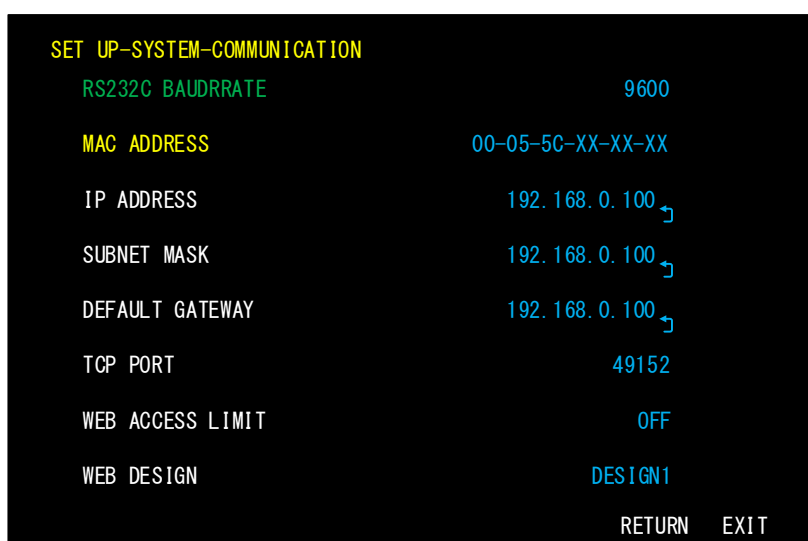 SET UP-SYSTEM-COMMUNICATION
RS232C BAUDRRATE 9600
MAC ADDRESS 00-05-5C-XX-XX-XX
IP ADDRESS 192.168.0.100
SUBNET MASK 192.168.0.100
DEFAULT GATEWAY 192.168.0.100
TCP PORT 49152
WEB ACCESS LIMIT OFF
WEB DESIGN DESIGN1
RETURN EXIT